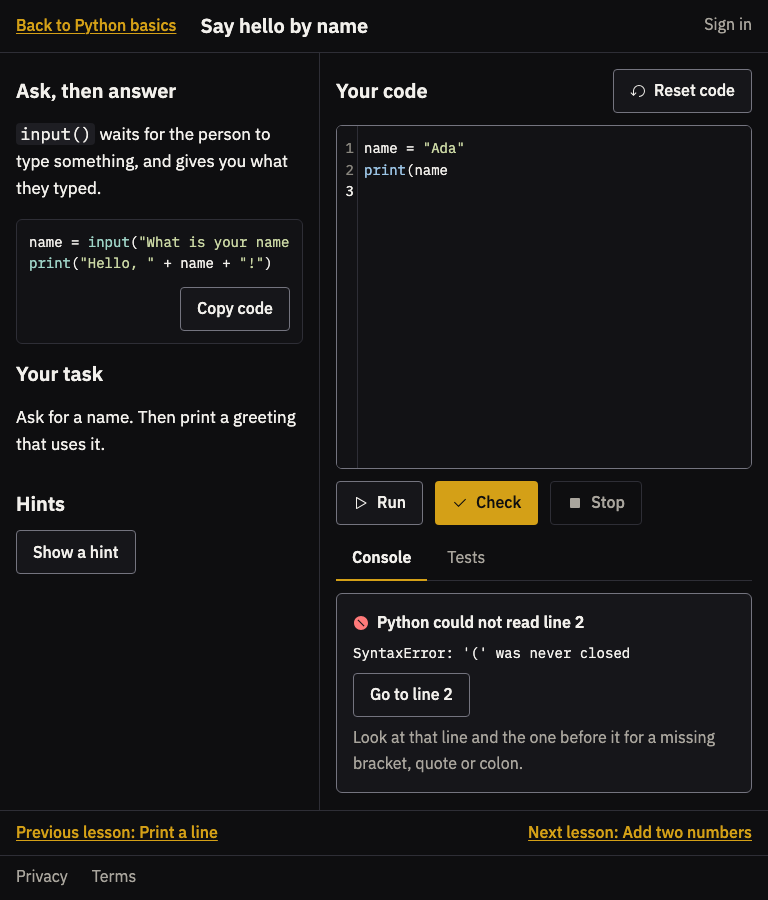 Back to Python basics
Say hello by name
Sign in
Ask, then answer
input() waits for the person to
type something, and gives you what
they typed.
name = input("What is your name
print("Hello, " + name + "!")
Copy code
Your task
Ask for a name. Then print a greeting
that uses it.
Hints
Show a hint
Your code
Reset code
1 name = "Ada"
2 print(name
3
Run
Check
Stop
Console
Tests
Python could not read line 2
SyntaxError: '(' was never closed
Go to line 2
Look at that line and the one before it for a missing
bracket, quote or colon.
Previous lesson: Print a line
Next lesson: Add two numbers
Privacy
Terms